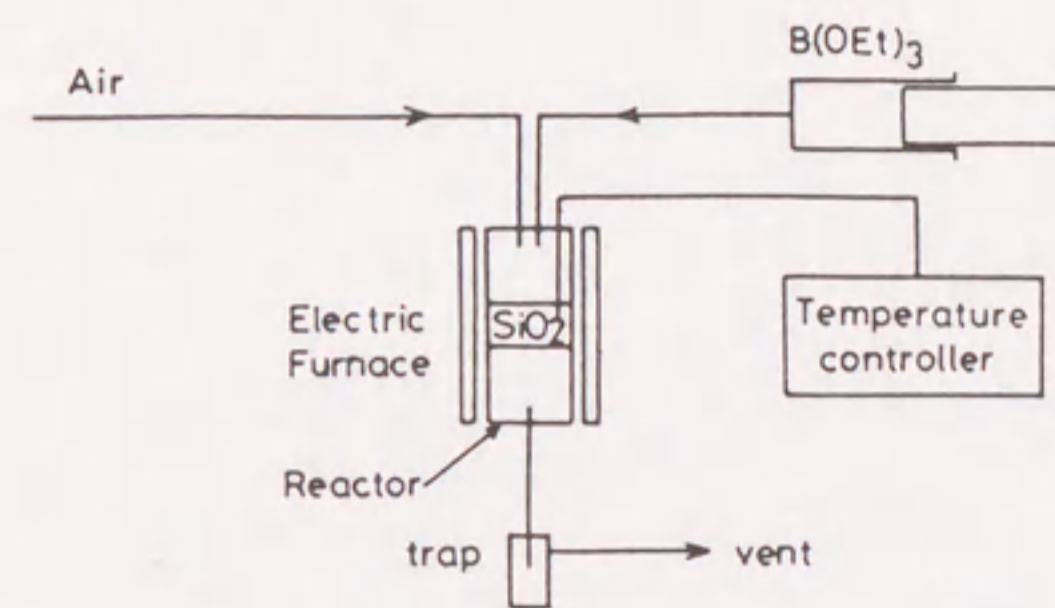 B(OEt)3
Air
Electric
Furnace
SiO2
Temperature
controller
Reactor
trap
vent